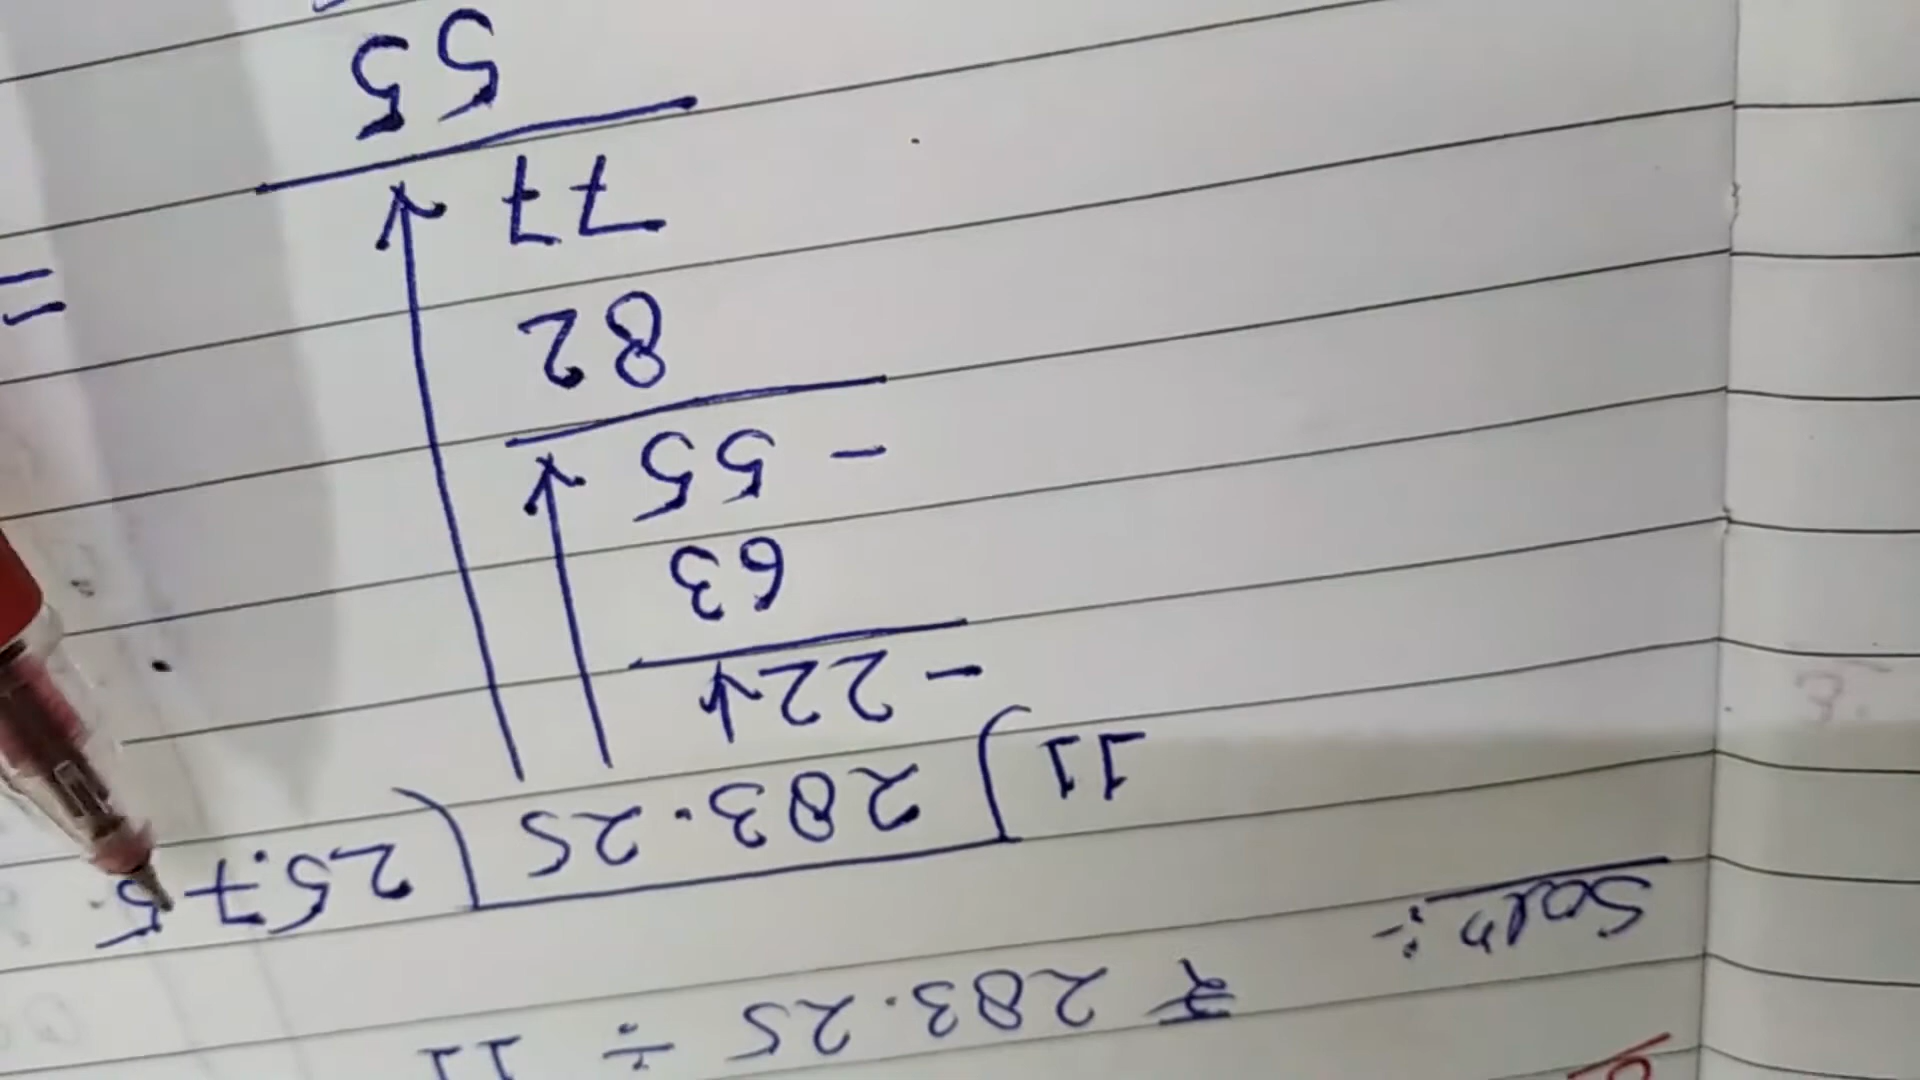 ₹ 283.25 ÷ 11
Soln :-
11) 283.25 ( 25.75
- 22↓
63
- 55
82
77
55
=